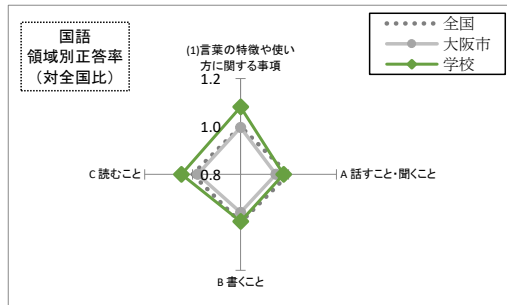 国語
領域別正答率
（対全国比）
(1)言葉の特徴や使い
方に関する事項
全国
大阪市
学校
1.2
1.0
0.8
C 読むこと
A 話すこと・聞くこと
B 書くこと